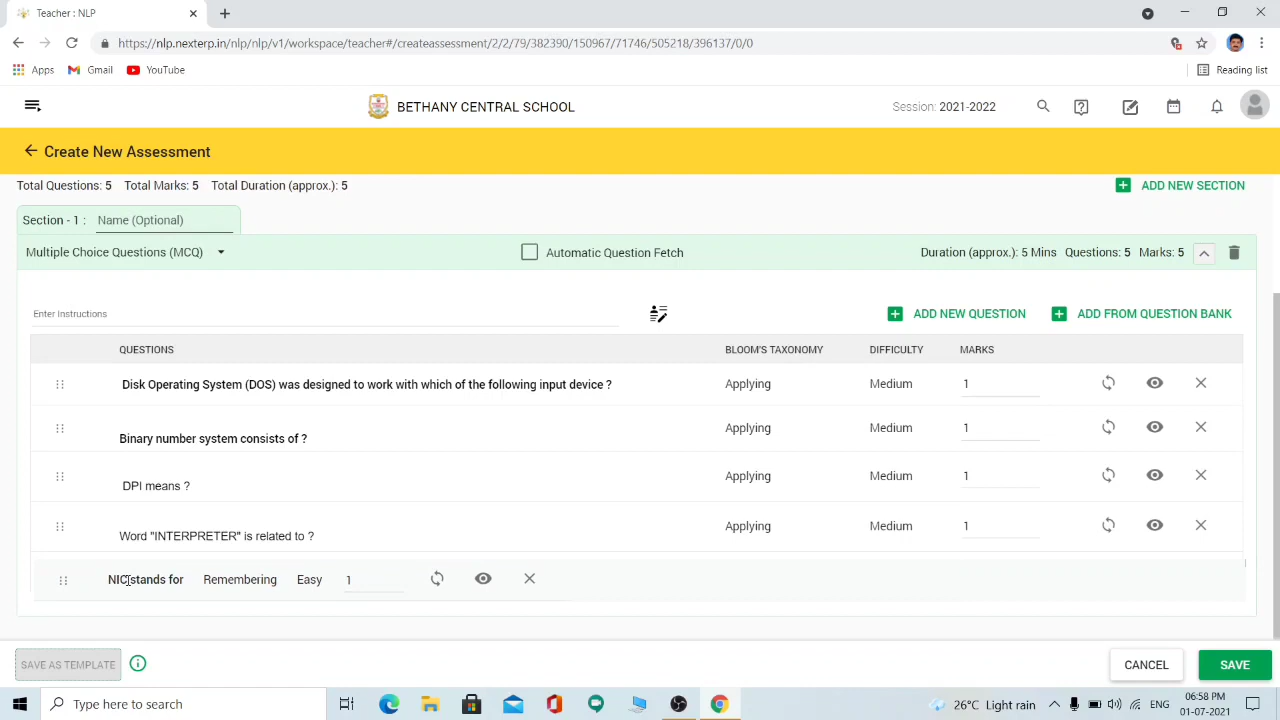 Teacher : NLP
https://nlp.nexterp.in/nlp/nlp/v1/workspace/teacher#/createassessment/2/2/79/382390/150967/71746/505218/396137/0/0
Apps Gmail YouTube Reading list
BETHANY CENTRAL SCHOOL Session: 2021-2022
Create New Assessment
Total Questions: 5 Total Marks: 5 Total Duration (approx.): 5 ADD NEW SECTION
Section - 1 : Name (Optional)
Multiple Choice Questions (MCQ) Automatic Question Fetch Duration (approx.): 5 Mins Questions: 5 Marks: 5
Enter Instructions ADD NEW QUESTION ADD FROM QUESTION BANK
QUESTIONS BLOOM'S TAXONOMY DIFFICULTY MARKS
Disk Operating System (DOS) was designed to work with which of the following input device ? Applying Medium 1
Binary number system consists of ? Applying Medium 1
DPI means ? Applying Medium 1
Word "INTERPRETER" is related to ? Applying Medium 1
NIC stands for Remembering Easy 1
SAVE AS TEMPLATE CANCEL SAVE
Type here to search 26°C Light rain ENG 06:58 PM
01-07-2021